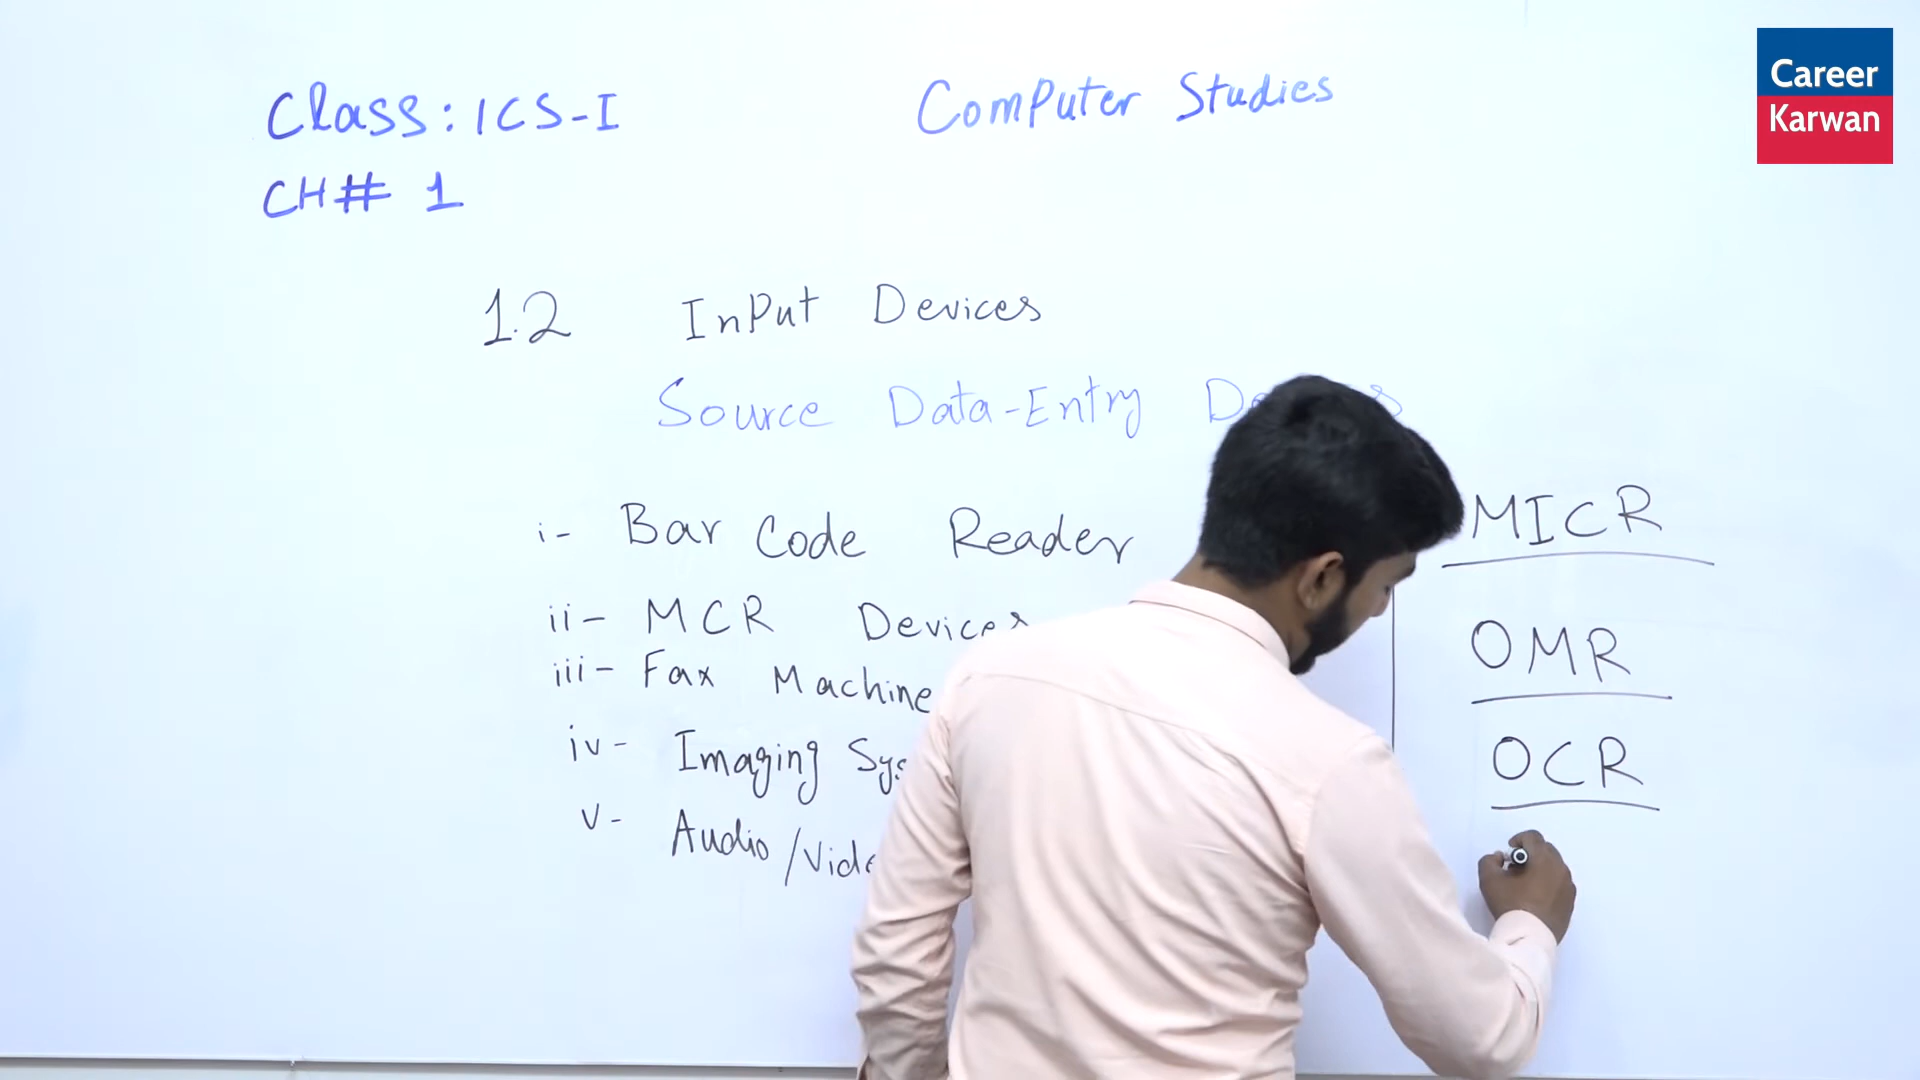 Class: ICS-I
Computer Studies
Career
Karwan
CH# 1
1.2 InPut Devices
Source Data-Entry
i- Bar Code Reader
ii- MCR Devices
iii- Fax Machine
iv- Imaging
v- Audio /
MICR
OMR
OCR